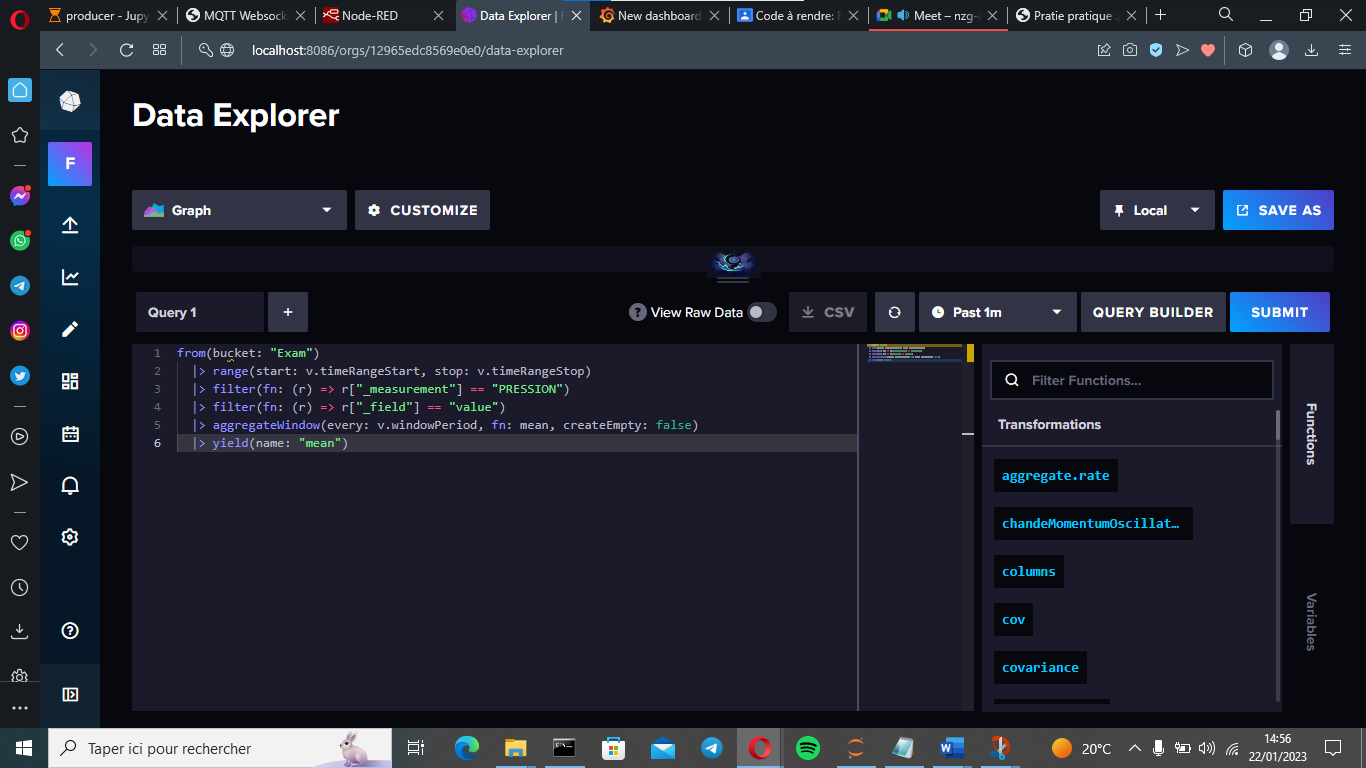 producer - Jupy
MQTT Websocke
Node-RED
Data Explorer |
New dashboard
Code à rendre:
Meet – nzg-
Pratie pratique
localhost:8086/orgs/12965edc8569e0e0/data-explorer
Data Explorer
F
Graph
CUSTOMIZE
Local
SAVE AS
Query 1
+
? View Raw Data
CSV
Past 1m
QUERY BUILDER
SUBMIT
1 from(bucket: "Exam")
2 |> range(start: v.timeRangeStart, stop: v.timeRangeStop)
3 |> filter(fn: (r) => r["_measurement"] == "PRESSION")
4 |> filter(fn: (r) => r["_field"] == "value")
5 |> aggregateWindow(every: v.windowPeriod, fn: mean, createEmpty: false)
6 |> yield(name: "mean")
Filter Functions...
Transformations
aggregate.rate
chandeMomentumOscillat…
columns
cov
covariance
Functions
Variables
Taper ici pour rechercher
20°C
14:56
22/01/2023